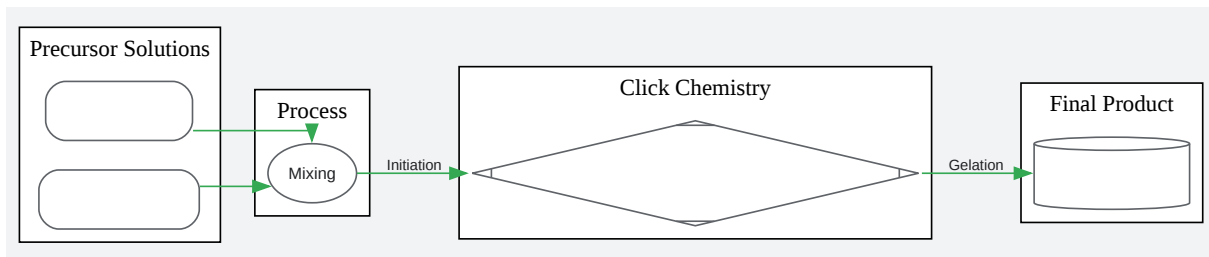 Precursor Solutions
Process
Mixing
Initiation
Click Chemistry
Gelation
Final Product